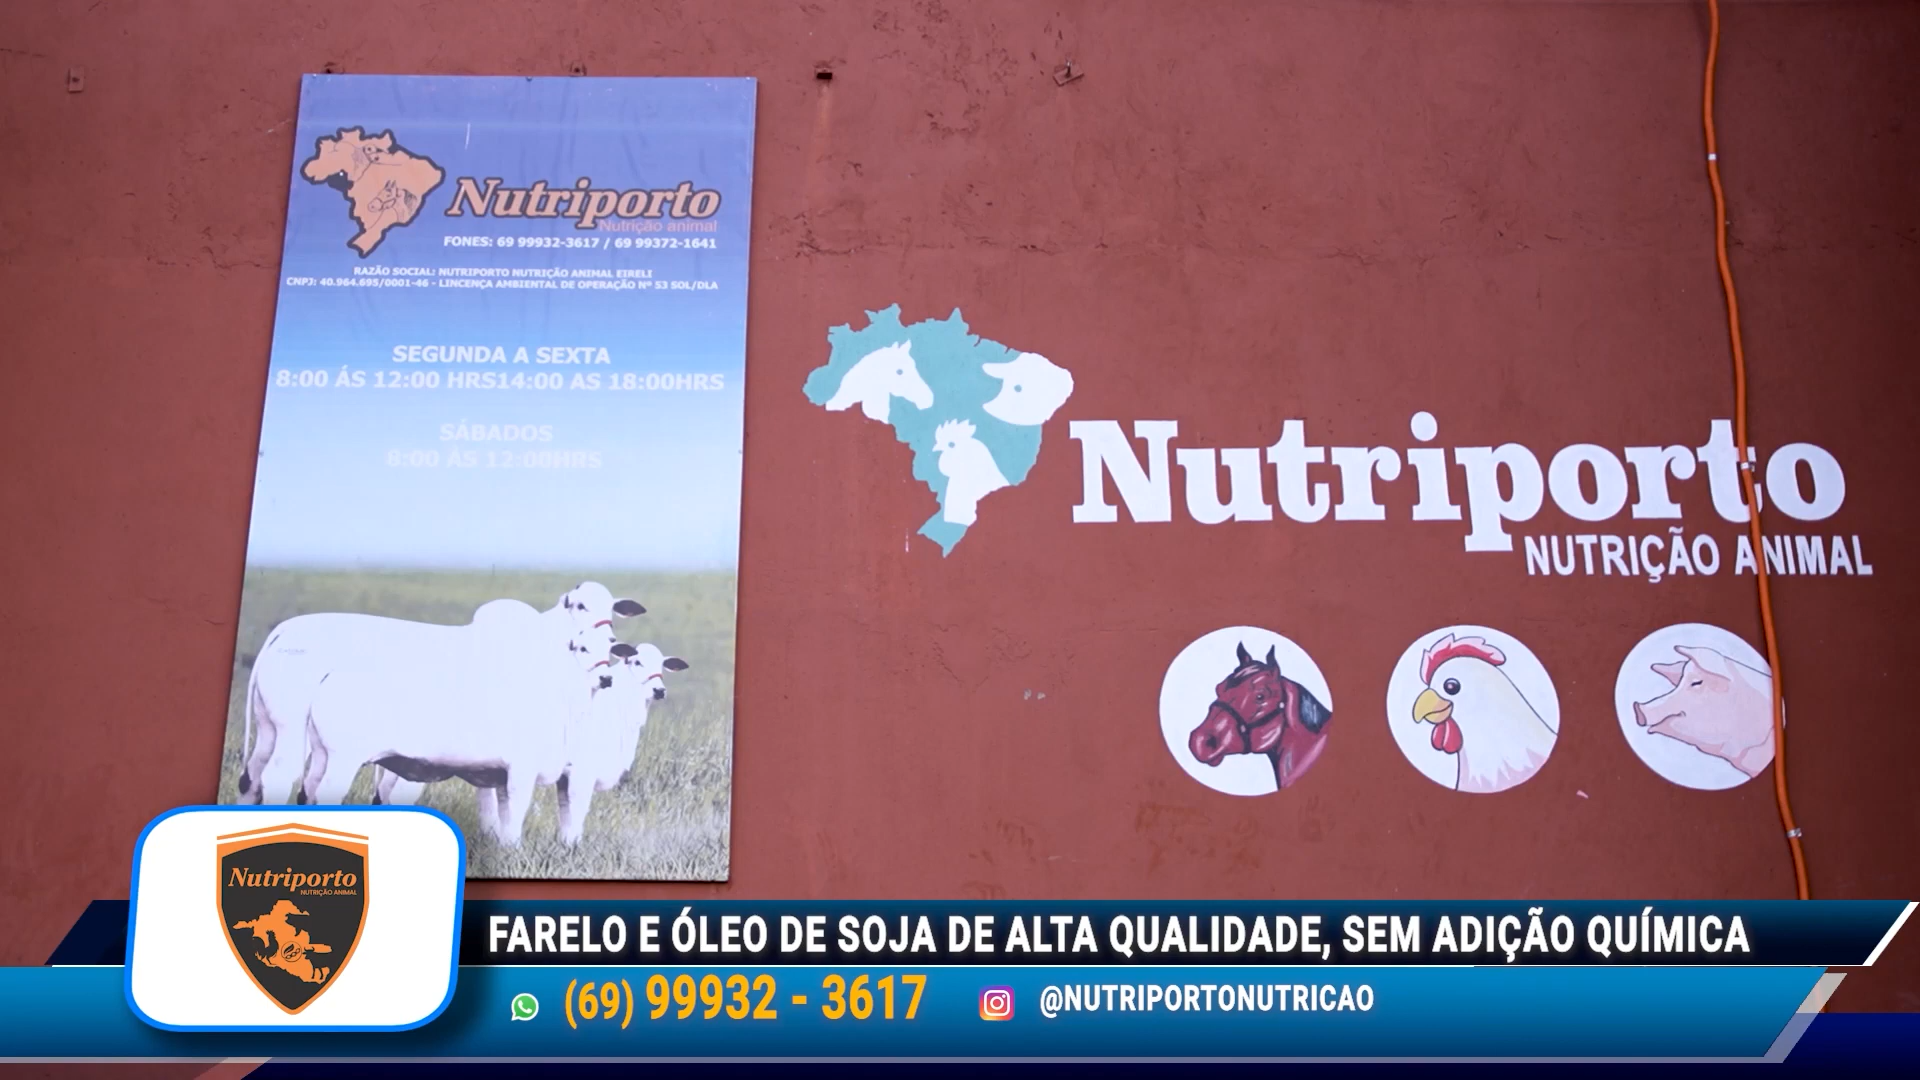 Nutriporto
Nutrição animal
FONES: 69 99932-3617 / 69 99372-1641
RAZÃO SOCIAL: NUTRIPORTO NUTRIÇÃO ANIMAL EIRELI
CNPJ: 40.964.695/0001-46 - LINCENÇA AMBIENTAL DE OPERAÇÃO Nº 53 SOL/DLA
SEGUNDA A SEXTA
8:00 ÁS 12:00 HRS14:00 AS 18:00HRS
SÁBADOS
8:00 ÁS 12:00HRS
Nutriporto
NUTRIÇÃO ANIMAL
Nutriporto
NUTRIÇÃO ANIMAL
FARELO E ÓLEO DE SOJA DE ALTA QUALIDADE, SEM ADIÇÃO QUÍMICA
(69) 99932 - 3617 @NUTRIPORTONUTRICAO